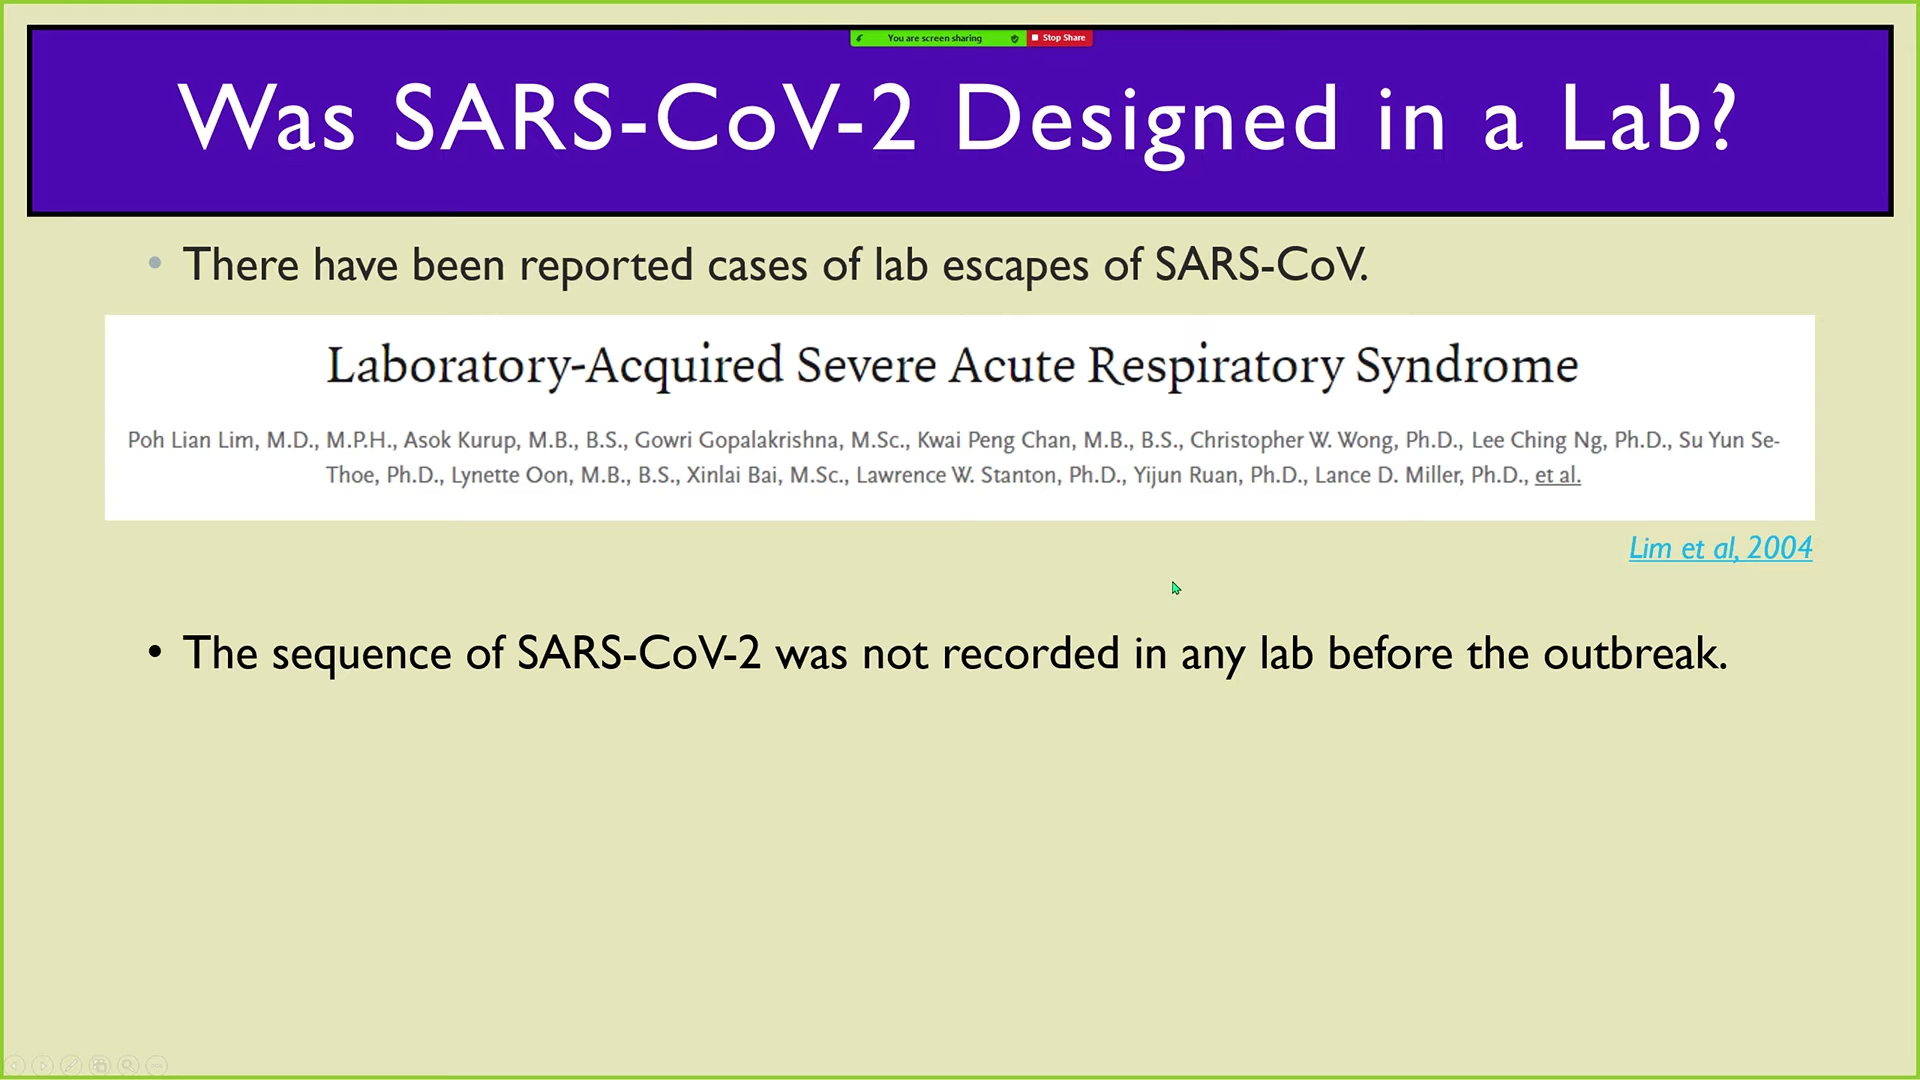 You are screen sharing
Stop Share
Was SARS-CoV-2 Designed in a Lab?
• There have been reported cases of lab escapes of SARS-CoV.
Laboratory-Acquired Severe Acute Respiratory Syndrome
Poh Lian Lim, M.D., M.P.H., Asok Kurup, M.B., B.S., Gowri Gopalakrishna, M.Sc., Kwai Peng Chan, M.B., B.S., Christopher W. Wong, Ph.D., Lee Ching Ng, Ph.D., Su Yun Se-
Thoe, Ph.D., Lynette Oon, M.B., B.S., Xinlai Bai, M.Sc., Lawrence W. Stanton, Ph.D., Yijun Ruan, Ph.D., Lance D. Miller, Ph.D., et al.
Lim et al, 2004
• The sequence of SARS-CoV-2 was not recorded in any lab before the outbreak.